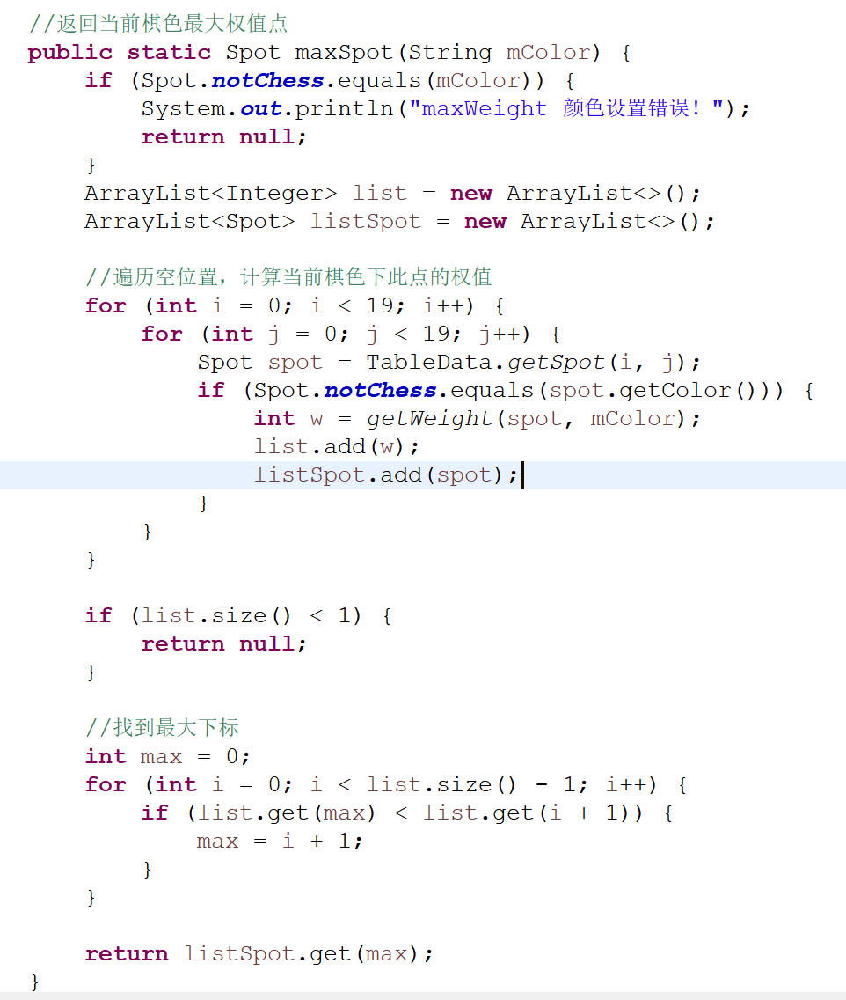 //返回当前棋色最大权值点
public static Spot maxSpot(String mColor) {
    if (Spot.notChess.equals(mColor)) {
        System.out.println("maxWeight 颜色设置错误！");
        return null;
    }
    ArrayList<Integer> list = new ArrayList<>();
    ArrayList<Spot> listSpot = new ArrayList<>();

    //遍历空位置，计算当前棋色下此点的权值
    for (int i = 0; i < 19; i++) {
        for (int j = 0; j < 19; j++) {
            Spot spot = TableData.getSpot(i, j);
            if (Spot.notChess.equals(spot.getColor())) {
                int w = getWeight(spot, mColor);
                list.add(w);
                listSpot.add(spot);
            }
        }
    }

    if (list.size() < 1) {
        return null;
    }

    //找到最大下标
    int max = 0;
    for (int i = 0; i < list.size() - 1; i++) {
        if (list.get(max) < list.get(i + 1)) {
            max = i + 1;
        }
    }

    return listSpot.get(max);
}